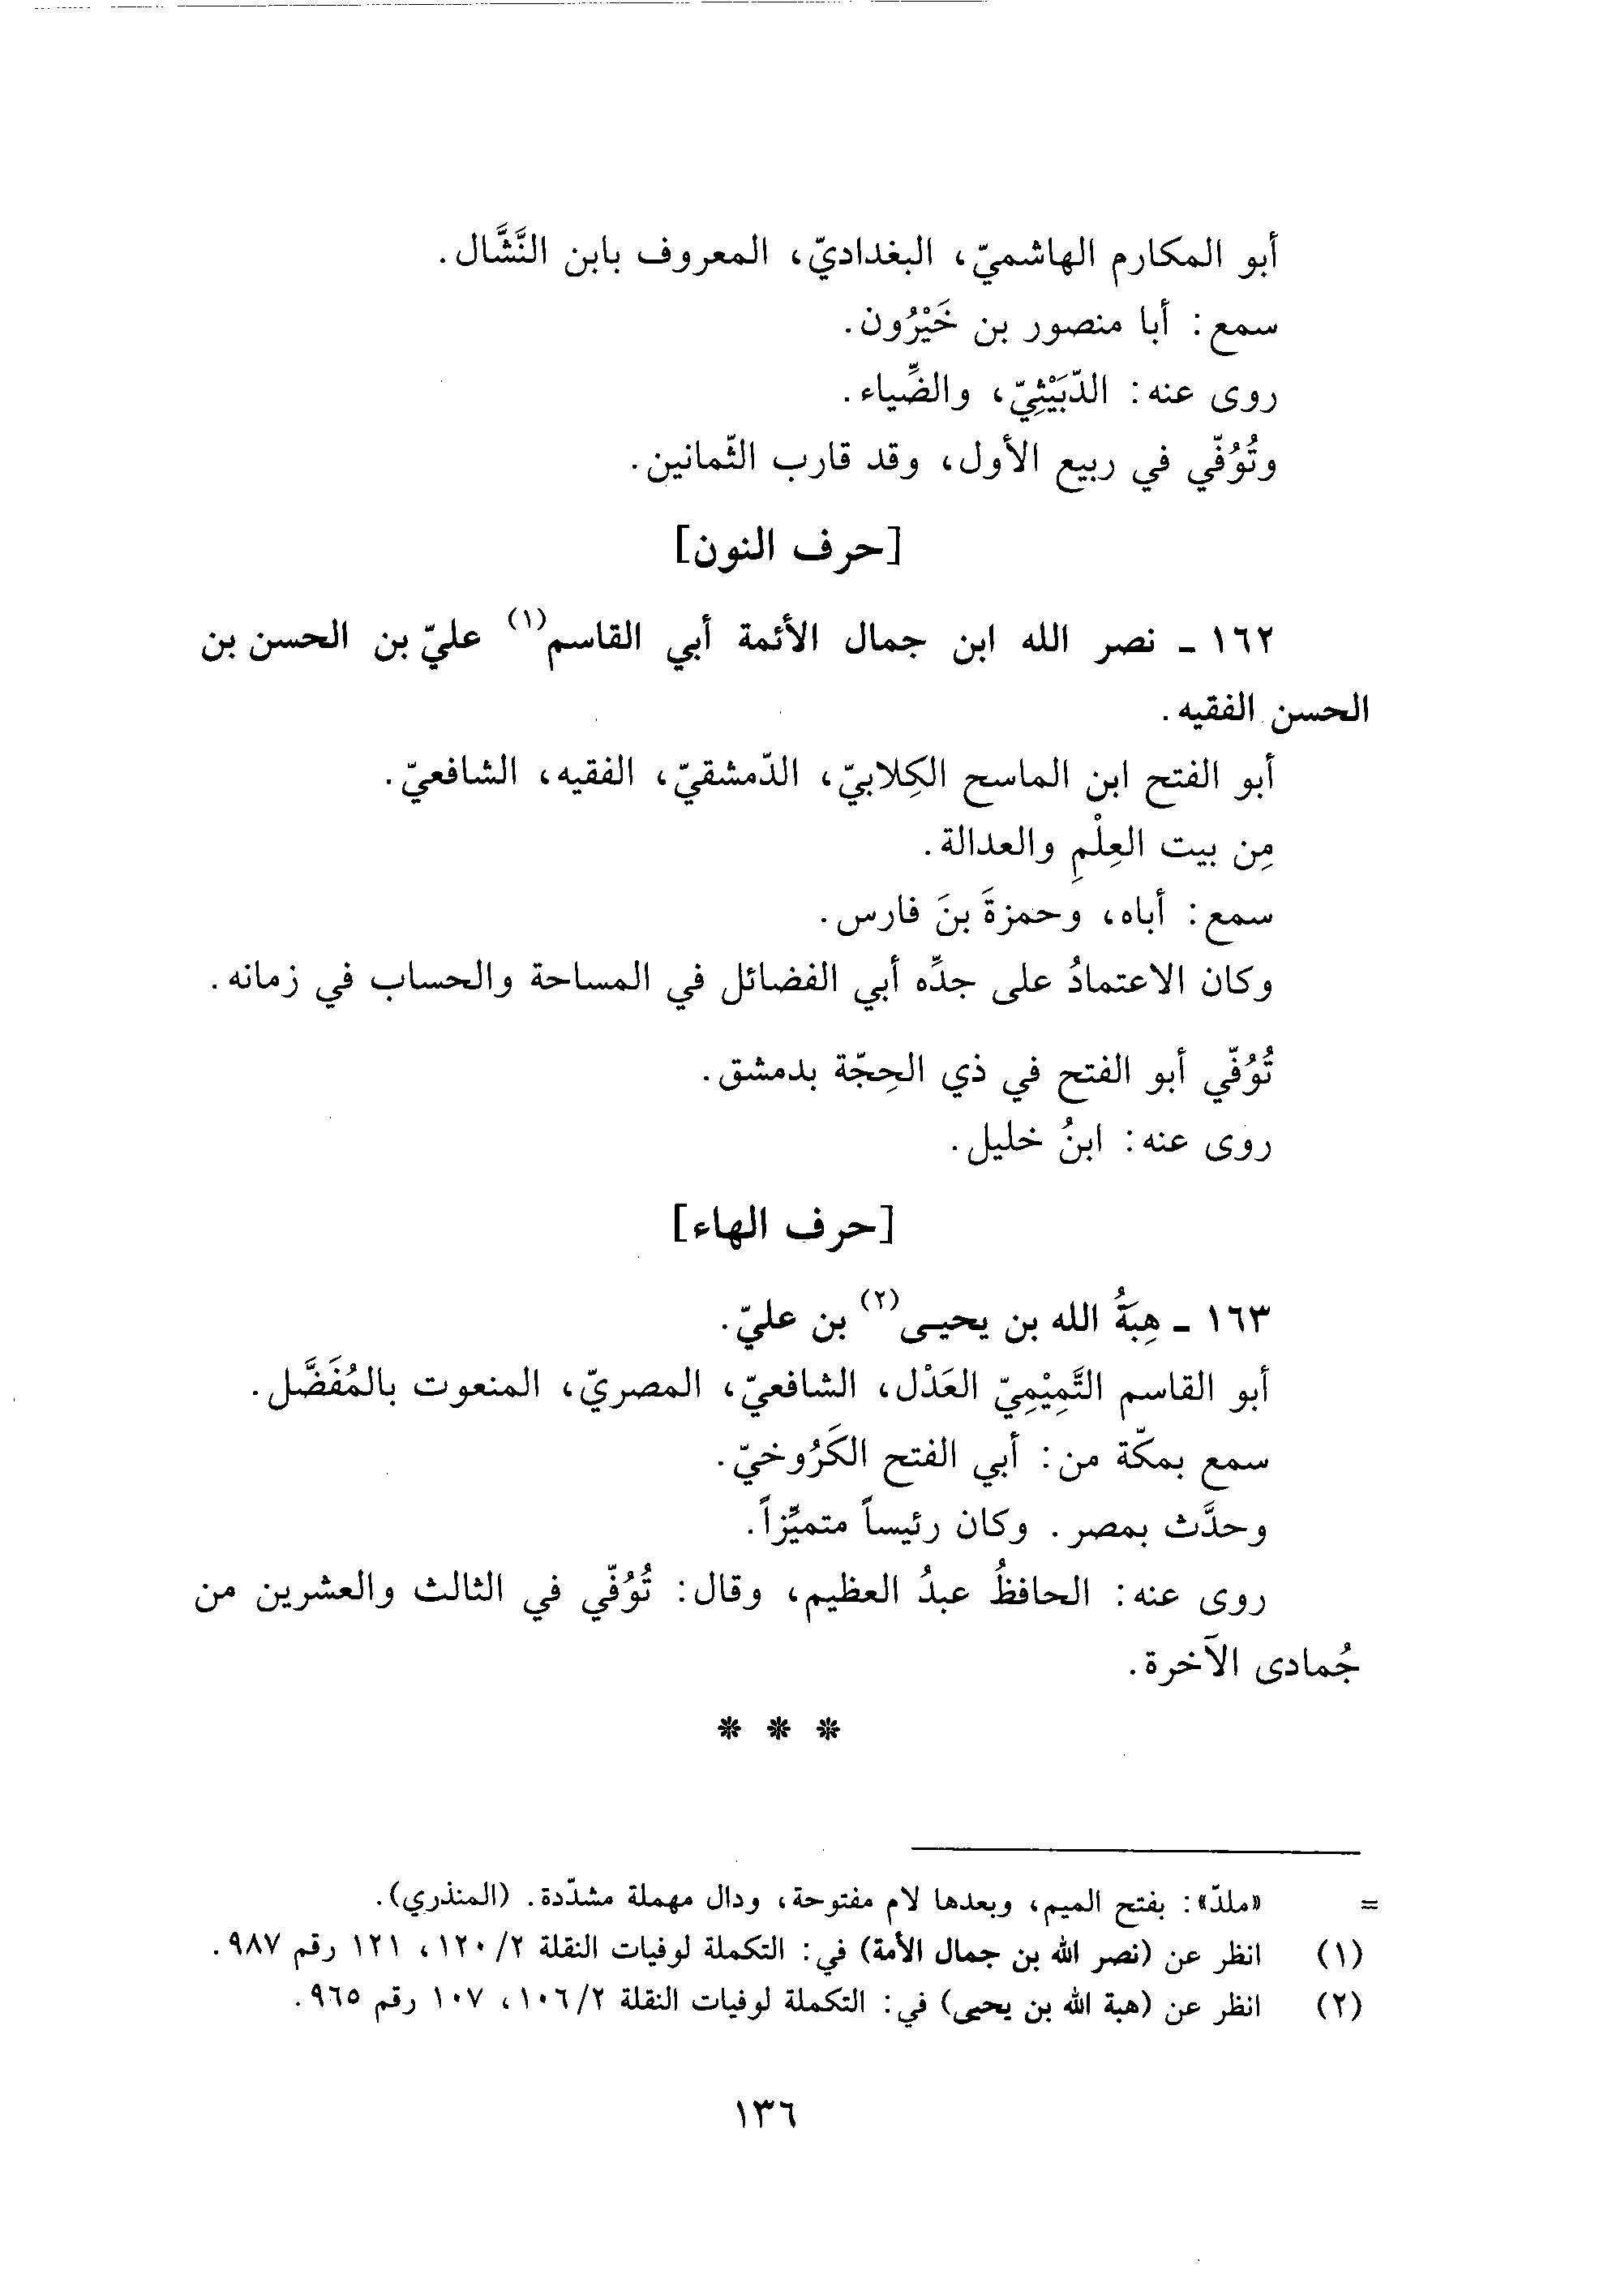 أبو المكارم الهاشميّ، البغداديّ، المعروف بابن النَّشَّال.
سمع: أبا منصور بن خَيْرُون.
روى عنه: الدّبَيْثِيّ، والضِّياء.
وتُوُفّي في ربيع الأول، وقد قارب الثّمانين.
[حرف النون]
١٦٢ ـ نصر الله ابن جمال الأئمة أبي القاسم(١) عليّ بن الحسن بن
الحسن الفقيه.
أبو الفتح ابن الماسح الكِلابيّ، الدّمشقيّ، الفقيه، الشافعيّ.
مِن بيت العِلْمِ والعدالة.
سمع: أباه، وحمزةَ بنَ فارس.
وكان الاعتمادُ على جدِّه أبي الفضائل في المساحة والحساب في زمانه.
تُوُفّي أبو الفتح في ذي الحِجّة بدمشق.
روى عنه: ابنُ خليل.
[حرف الهاء]
١٦٣ ـ هِبَةُ الله بن يحيى(٢) بن عليّ.
أبو القاسم التَّمِيْمِيّ العَدْل، الشافعيّ، المصريّ، المنعوت بالمُفَضَّل.
سمع بمكّة من: أبي الفتح الكَرُوخيّ.
وحدَّث بمصر. وكان رئيساً متميِّزاً.
روى عنه: الحافظُ عبدُ العظيم، وقال: تُوُفّي في الثالث والعشرين من
جُمادى الآخرة.
* * *
= «ملدّ»: بفتح الميم، وبعدها لام مفتوحة، ودال مهملة مشدّدة. (المنذري).
(١) انظر عن (نصر الله بن جمال الأمة) في: التكملة لوفيات النقلة ٢/ ١٢٠، ١٢١ رقم ٩٨٧.
(٢) انظر عن (هبة الله بن يحيى) في: التكملة لوفيات النقلة ٢/ ١٠٦، ١٠٧ رقم ٩٦٥.
١٣٦